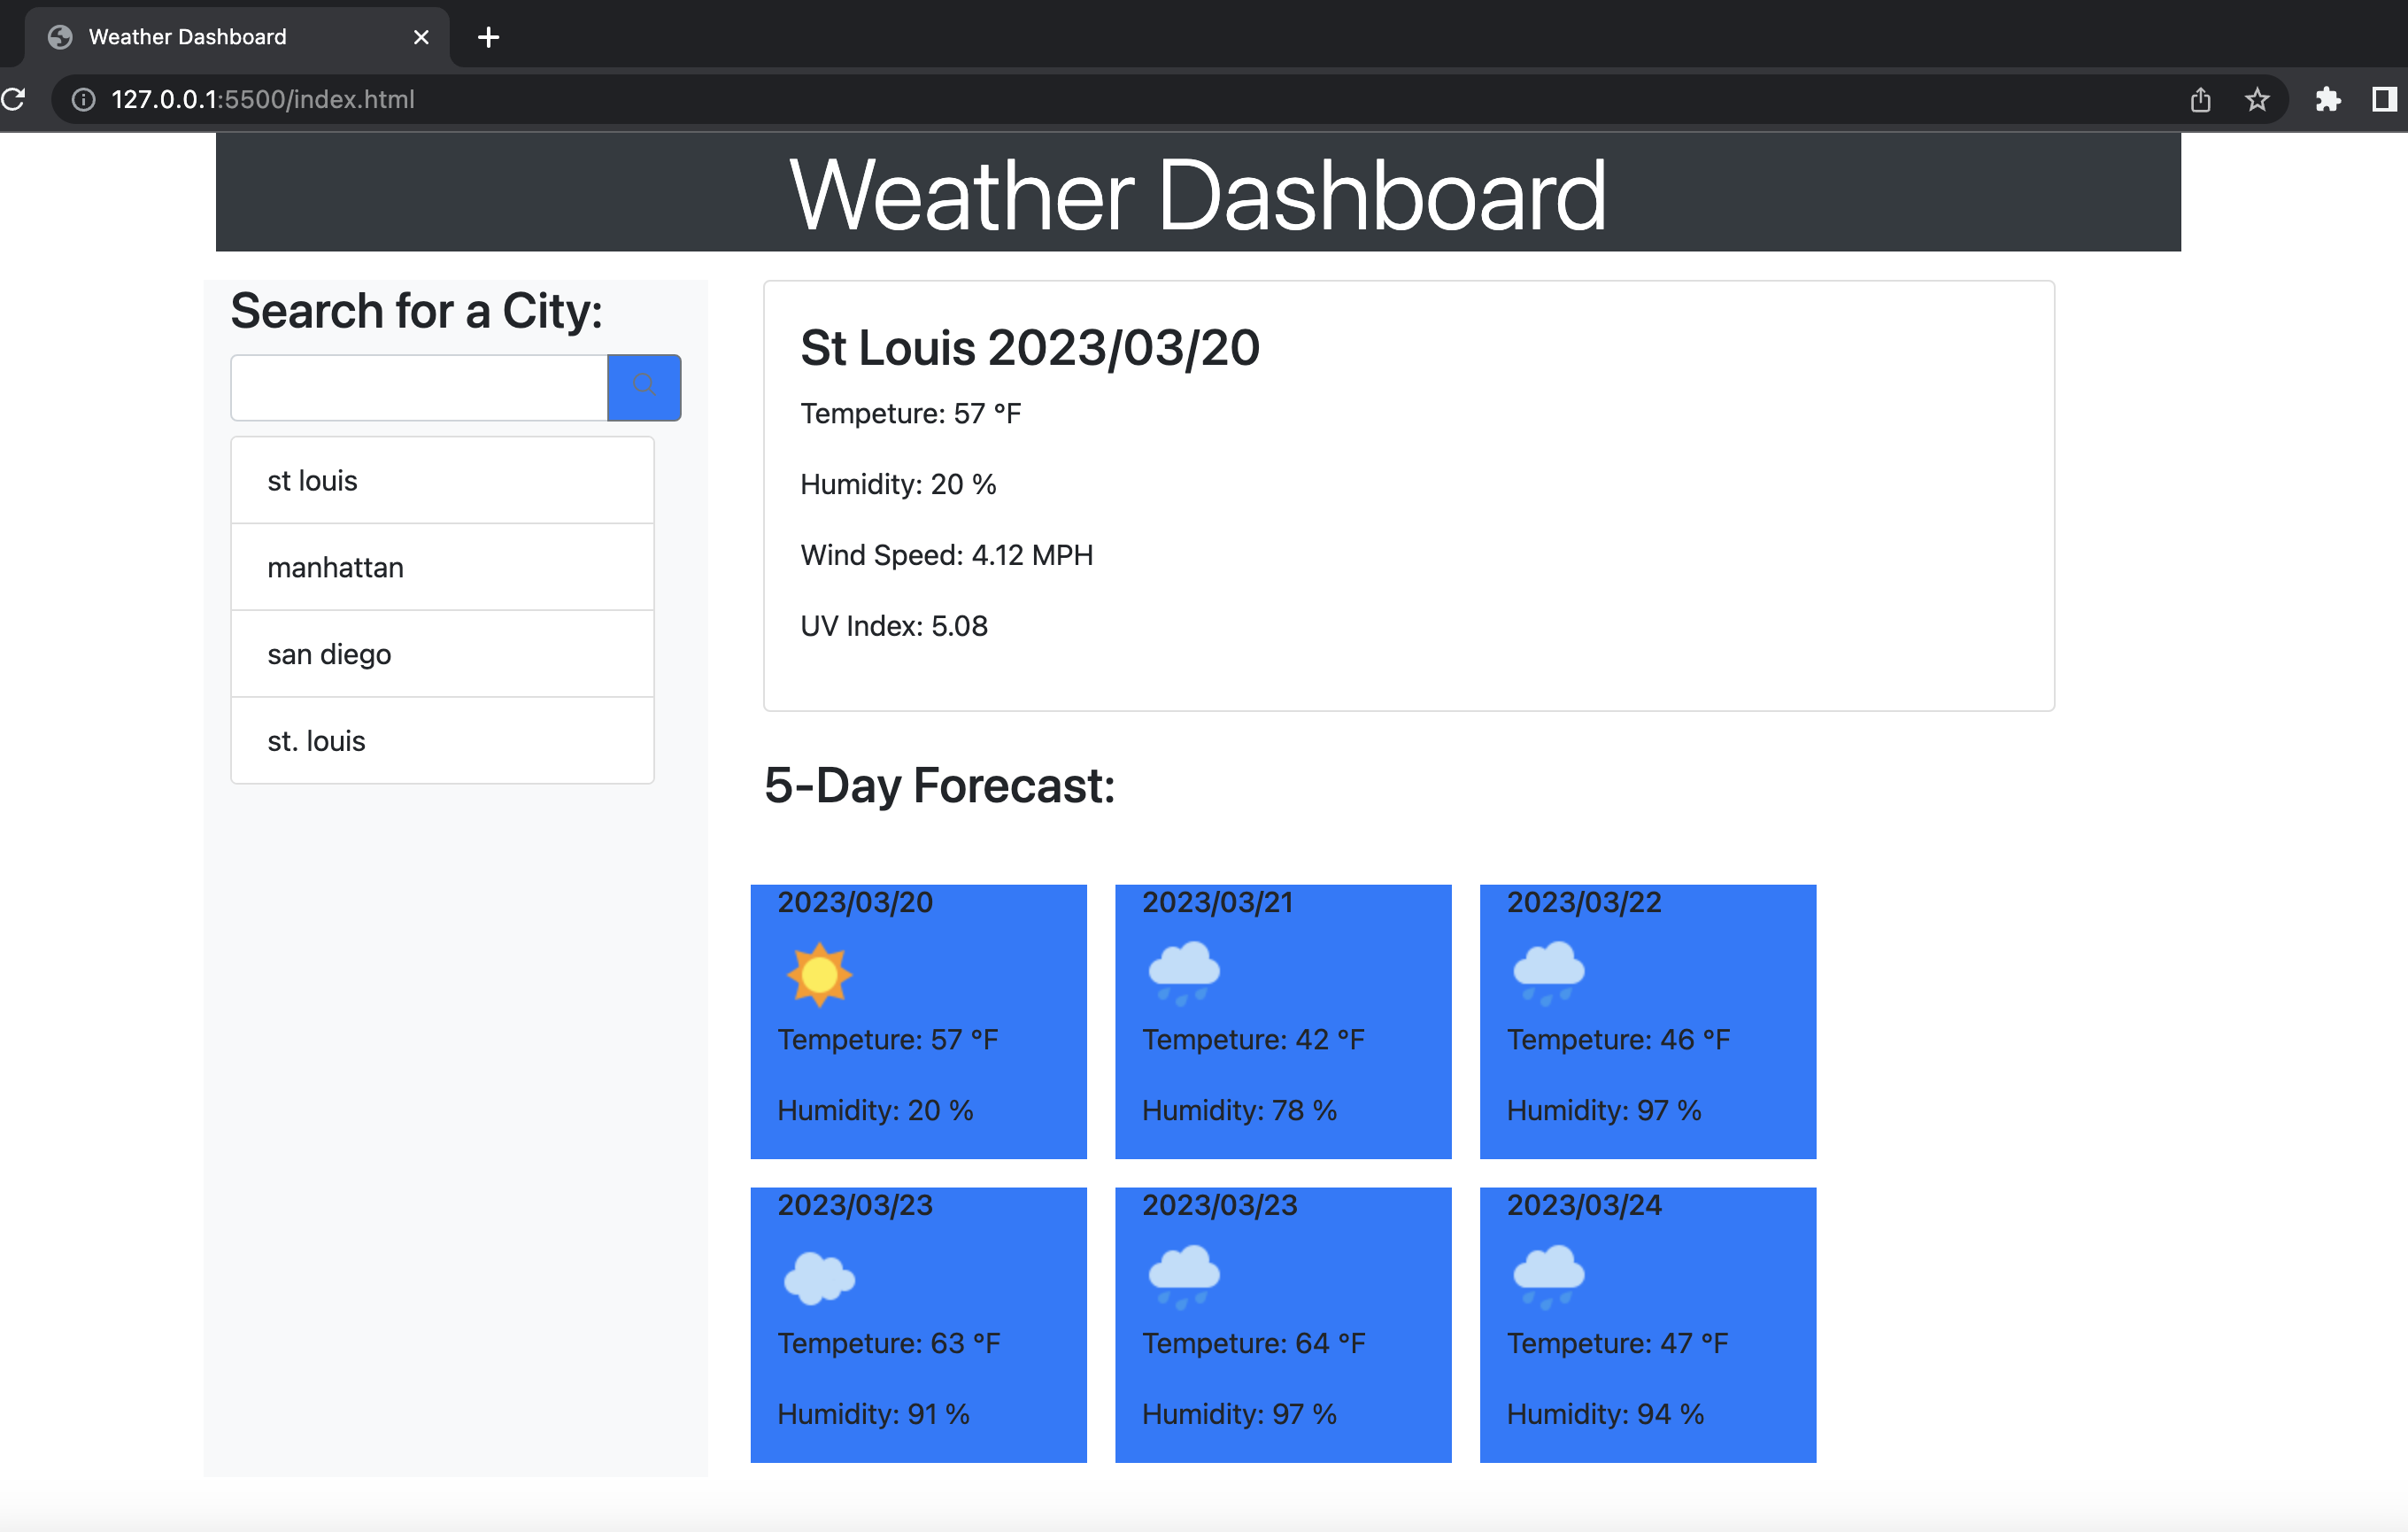 Weather Dashboard
127.0.0.1:5500/index.html
Weather Dashboard
Search for a City:
st louis
manhattan
san diego
st. louis
St Louis 2023/03/20
Tempeture: 57 °F
Humidity: 20 %
Wind Speed: 4.12 MPH
UV Index: 5.08
5-Day Forecast:
2023/03/20
Tempeture: 57 °F
Humidity: 20 %
2023/03/21
Tempeture: 42 °F
Humidity: 78 %
2023/03/22
Tempeture: 46 °F
Humidity: 97 %
2023/03/23
Tempeture: 63 °F
Humidity: 91 %
2023/03/23
Tempeture: 64 °F
Humidity: 97 %
2023/03/24
Tempeture: 47 °F
Humidity: 94 %